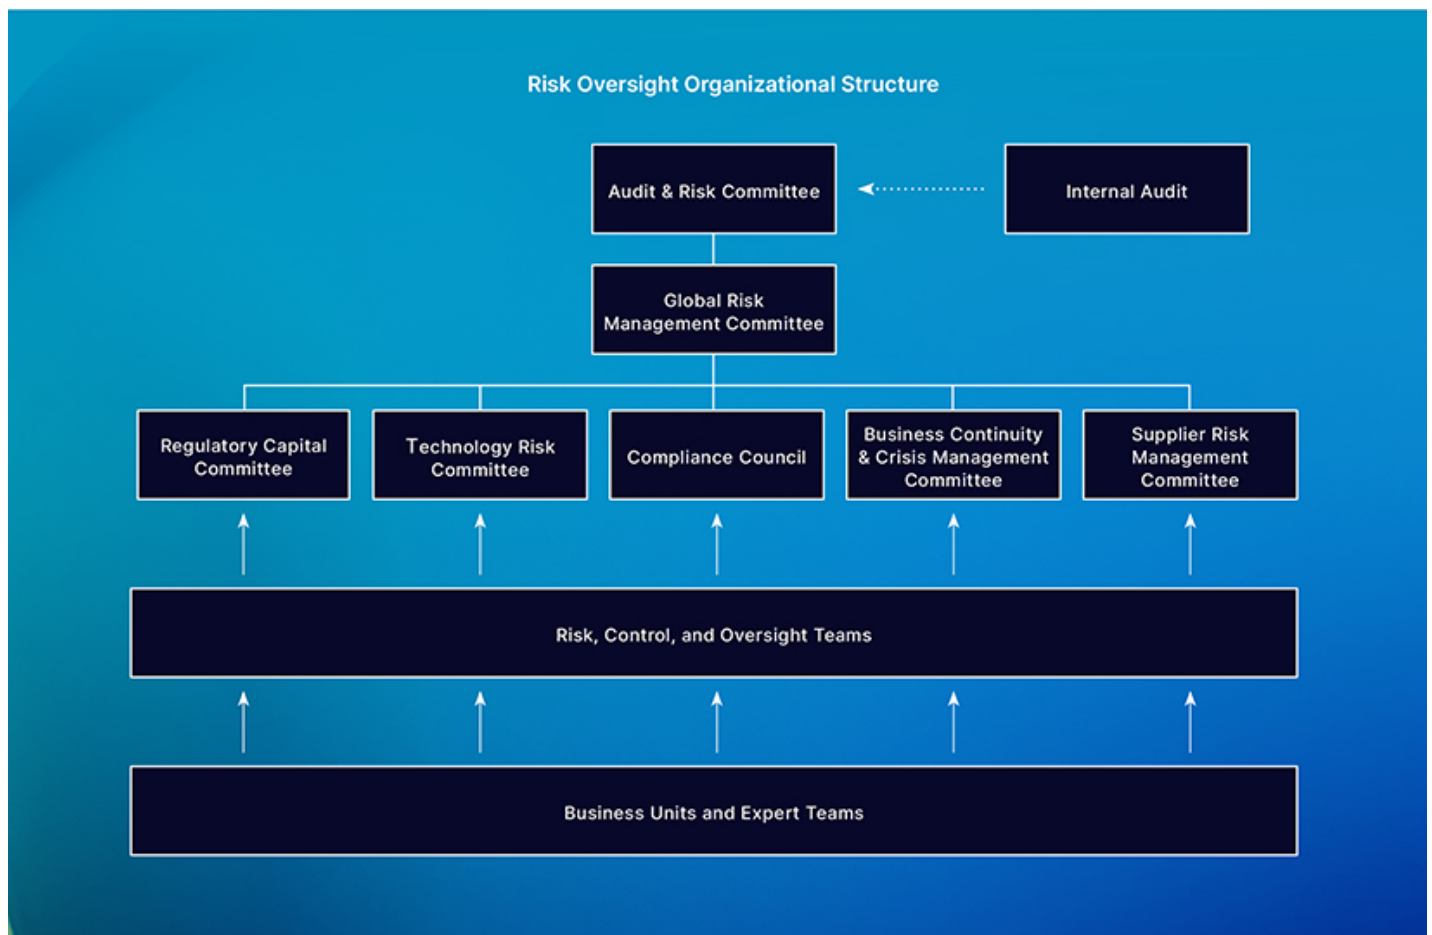 Risk Oversight Organizational Structure
Audit & Risk Committee
Internal Audit
Global Risk
Management Committee
Regulatory Capital
Committee
Technology Risk
Committee
Compliance Council
Business Continuity
& Crisis Management
Committee
Supplier Risk
Management
Committee
Risk, Control, and Oversight Teams
Business Units and Expert Teams